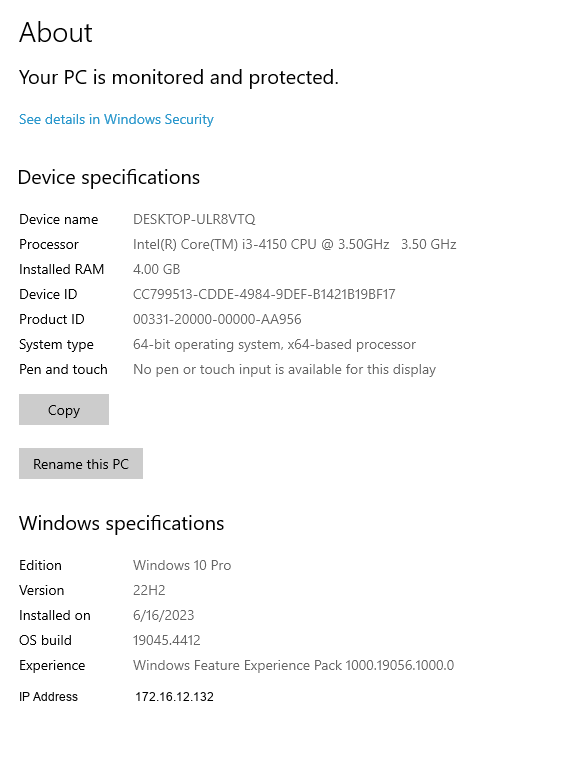 About
Your PC is monitored and protected.
See details in Windows Security
Device specifications
Device name DESKTOP-ULR8VTQ
Processor Intel(R) Core(TM) i3-4150 CPU @ 3.50GHz 3.50 GHz
Installed RAM 4.00 GB
Device ID CC799513-CDDE-4984-9DEF-B1421B19BF17
Product ID 00331-20000-00000-AA956
System type 64-bit operating system, x64-based processor
Pen and touch No pen or touch input is available for this display
Copy
Rename this PC
Windows specifications
Edition Windows 10 Pro
Version 22H2
Installed on 6/16/2023
OS build 19045.4412
Experience Windows Feature Experience Pack 1000.19056.1000.0
IP Address 172.16.12.132